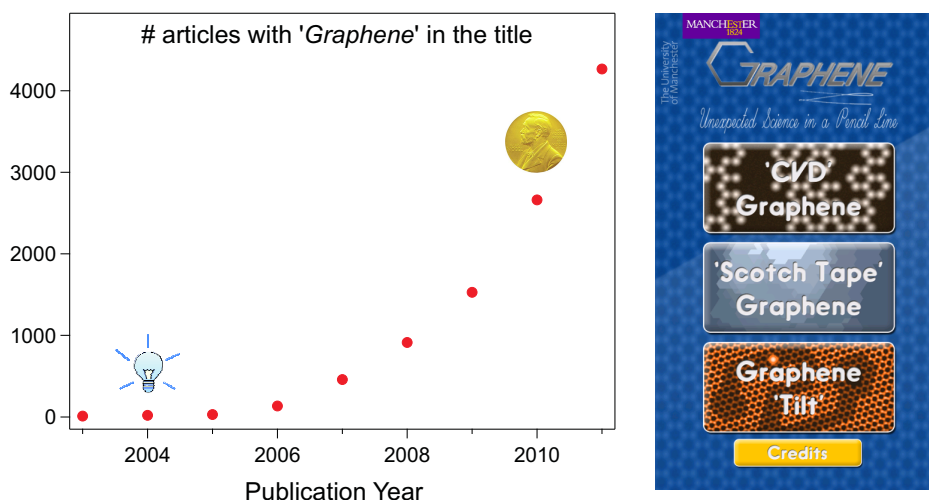 # articles with 'Graphene' in the title
4000
3000
2000
1000
0
2004
2006
2008
2010
Publication Year
MANCHESTER
1824
The University
of Manchester
GRAPHENE
Unexpected Science in a Pencil Line
'CVD'
Graphene
'Scotch Tape'
Graphene
Graphene
'Tilt'
Credits